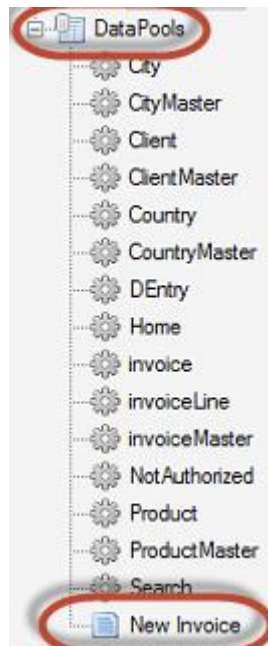 DataPools
City
CityMaster
Client
ClientMaster
Country
CountryMaster
DEntry
Home
invoice
invoiceLine
invoiceMaster
NotAuthorized
Product
ProductMaster
Search
New Invoice